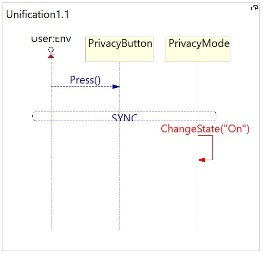 Unification1.1
User:Env
PrivacyButton
PrivacyMode
Press()
SYNC
ChangeState("On")